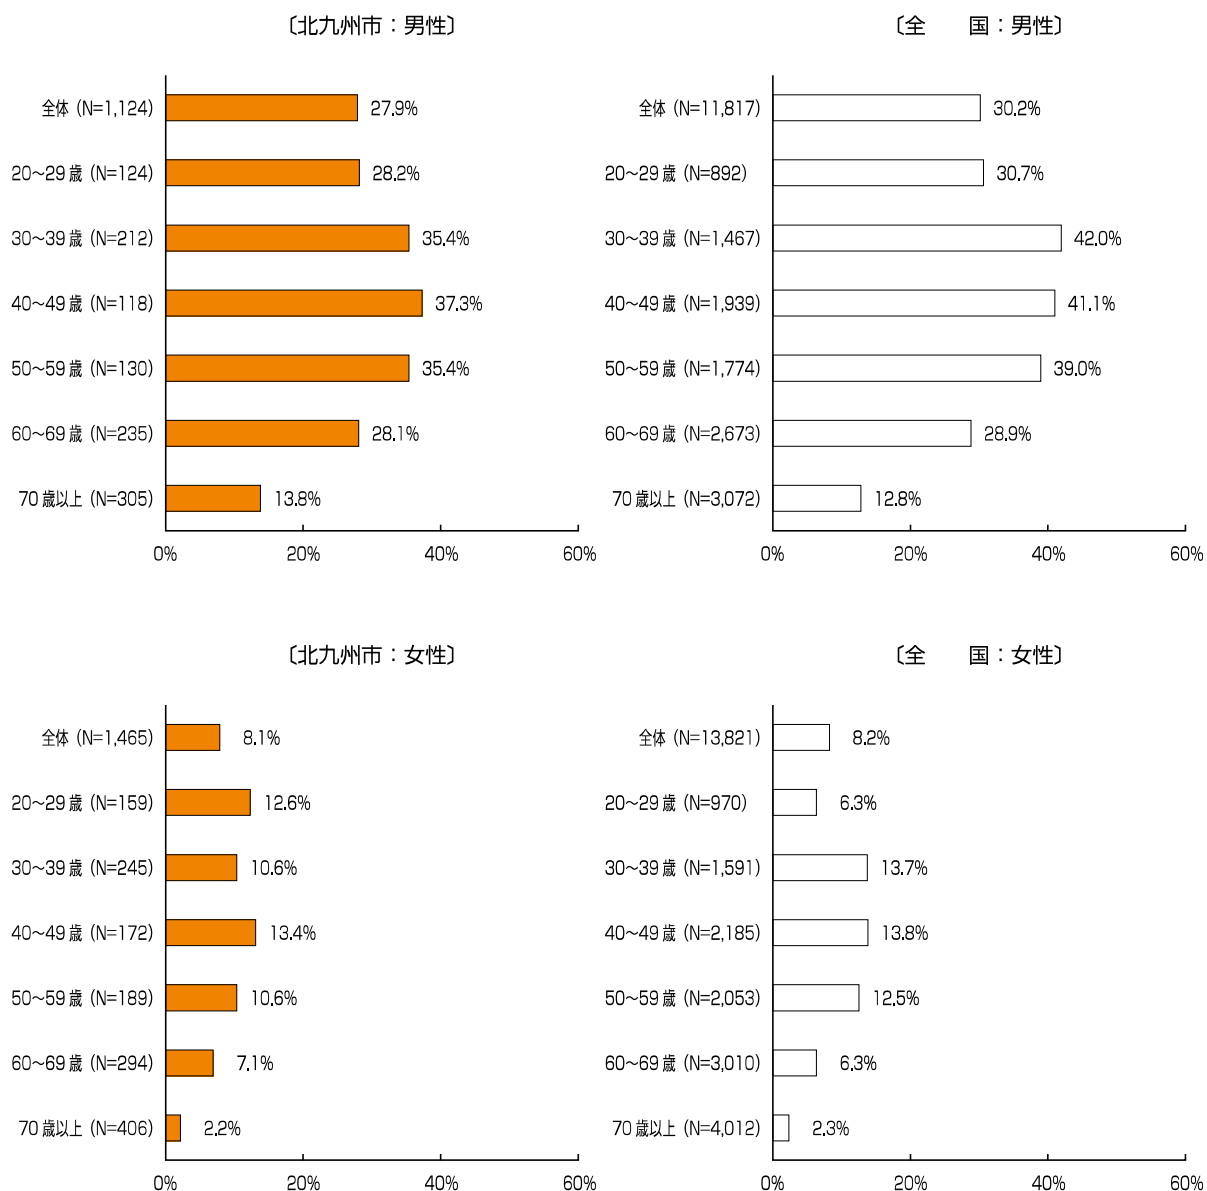 〔北九州市：男性〕
全体（N=1,124） 27.9%
20～29歳（N=124） 28.2%
30～39歳（N=212） 35.4%
40～49歳（N=118） 37.3%
50～59歳（N=130） 35.4%
60～69歳（N=235） 28.1%
70歳以上（N=305） 13.8%
0% 20% 40% 60%
〔全　国：男性〕
全体（N=11,817） 30.2%
20～29歳（N=892） 30.7%
30～39歳（N=1,467） 42.0%
40～49歳（N=1,939） 41.1%
50～59歳（N=1,774） 39.0%
60～69歳（N=2,673） 28.9%
70歳以上（N=3,072） 12.8%
0% 20% 40% 60%
〔北九州市：女性〕
全体（N=1,465） 8.1%
20～29歳（N=159） 12.6%
30～39歳（N=245） 10.6%
40～49歳（N=172） 13.4%
50～59歳（N=189） 10.6%
60～69歳（N=294） 7.1%
70歳以上（N=406） 2.2%
0% 20% 40% 60%
〔全　国：女性〕
全体（N=13,821） 8.2%
20～29歳（N=970） 6.3%
30～39歳（N=1,591） 13.7%
40～49歳（N=2,185） 13.8%
50～59歳（N=2,053） 12.5%
60～69歳（N=3,010） 6.3%
70歳以上（N=4,012） 2.3%
0% 20% 40% 60%